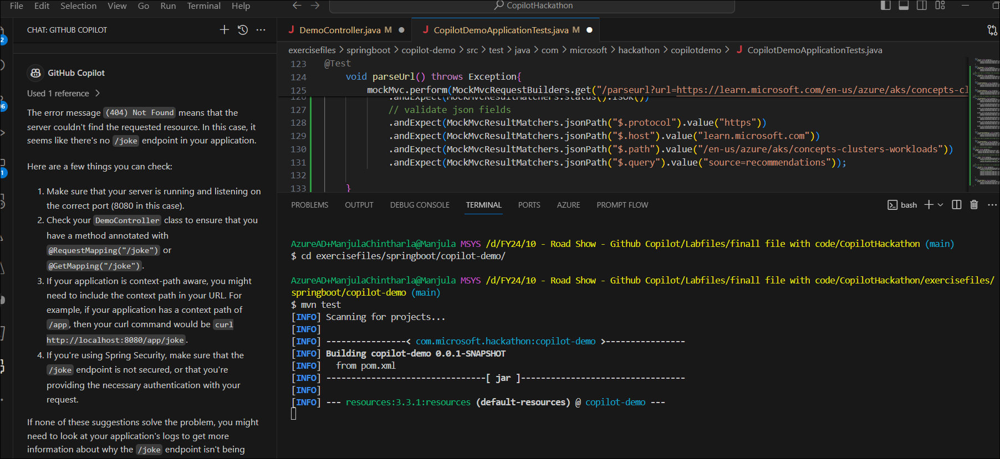 File Edit Selection View Go Run Terminal Help
CopilotHackathon
CHAT: GITHUB COPILOT
GitHub Copilot
Used 1 reference
The error message (404) Not Found means that the
server couldn't find the requested resource. In this case, it
seems like there's no /joke endpoint in your application.
Here are a few things you can check:
1. Make sure that your server is running and listening on
the correct port (8080 in this case).
2. Check your DemoController class to ensure that you
have a method annotated with
@RequestMapping("/joke") or
@GetMapping("/joke").
3. If your application is context-path aware, you might
need to include the context path in your URL. For
example, if your application has a context path of
/app, then your curl command would be curl
http://localhost:8080/app/joke.
4. If you're using Spring Security, make sure that the
/joke endpoint is not secured, or that you're
providing the necessary authentication with your
request.
If none of these suggestions solve the problem, you might
need to look at your application's logs to get more
information about why the /joke endpoint isn't being
DemoController.java M
CopilotDemoApplicationTests.java M
exercisefiles > springboot > copilot-demo > src > test > java > com > microsoft > hackathon > copilotdemo > CopilotDemoApplicationTests.java
123 @Test
124 void parseUrl() throws Exception{
125 mockMvc.perform(MockMvcRequestBuilders.get("/parseurl?url=https://learn.microsoft.com/en-us/azure/aks/concepts-cl
126 .andExpect(MockMvcResultMatchers.status().isOk())
127 // validate json fields
128 .andExpect(MockMvcResultMatchers.jsonPath("$.protocol").value("https"))
129 .andExpect(MockMvcResultMatchers.jsonPath("$.host").value("learn.microsoft.com"))
130 .andExpect(MockMvcResultMatchers.jsonPath("$.path").value("/en-us/azure/aks/concepts-clusters-workloads"))
131 .andExpect(MockMvcResultMatchers.jsonPath("$.query").value("source=recommendations"));
132
133 }
PROBLEMS OUTPUT DEBUG CONSOLE TERMINAL PORTS AZURE PROMPT FLOW
bash
AzureAD+ManjulaChintharla@Manjula MSYS /d/FY24/10 - Road Show - Github Copilot/Labfiles/finall file with code/CopilotHackathon (main)
$ cd exercisefiles/springboot/copilot-demo/
AzureAD+ManjulaChintharla@Manjula MSYS /d/FY24/10 - Road Show - Github Copilot/Labfiles/finall file with code/CopilotHackathon/exercisefiles/
springboot/copilot-demo (main)
$ mvn test
[INFO] Scanning for projects...
[INFO]
[INFO] ----------------< com.microsoft.hackathon:copilot-demo >----------------
[INFO] Building copilot-demo 0.0.1-SNAPSHOT
[INFO] from pom.xml
[INFO] --------------------------------[ jar ]---------------------------------
[INFO]
[INFO] --- resources:3.3.1:resources (default-resources) @ copilot-demo ---